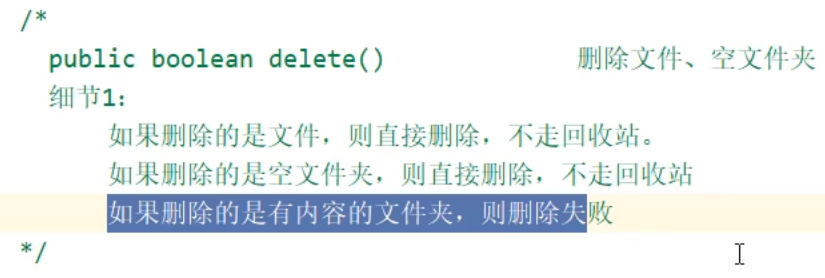 /*
public boolean delete() 删除文件、空文件夹
细节1:
如果删除的是文件，则直接删除，不走回收站。
如果删除的是空文件夹，则直接删除，不走回收站
如果删除的是有内容的文件夹，则删除失败
*/